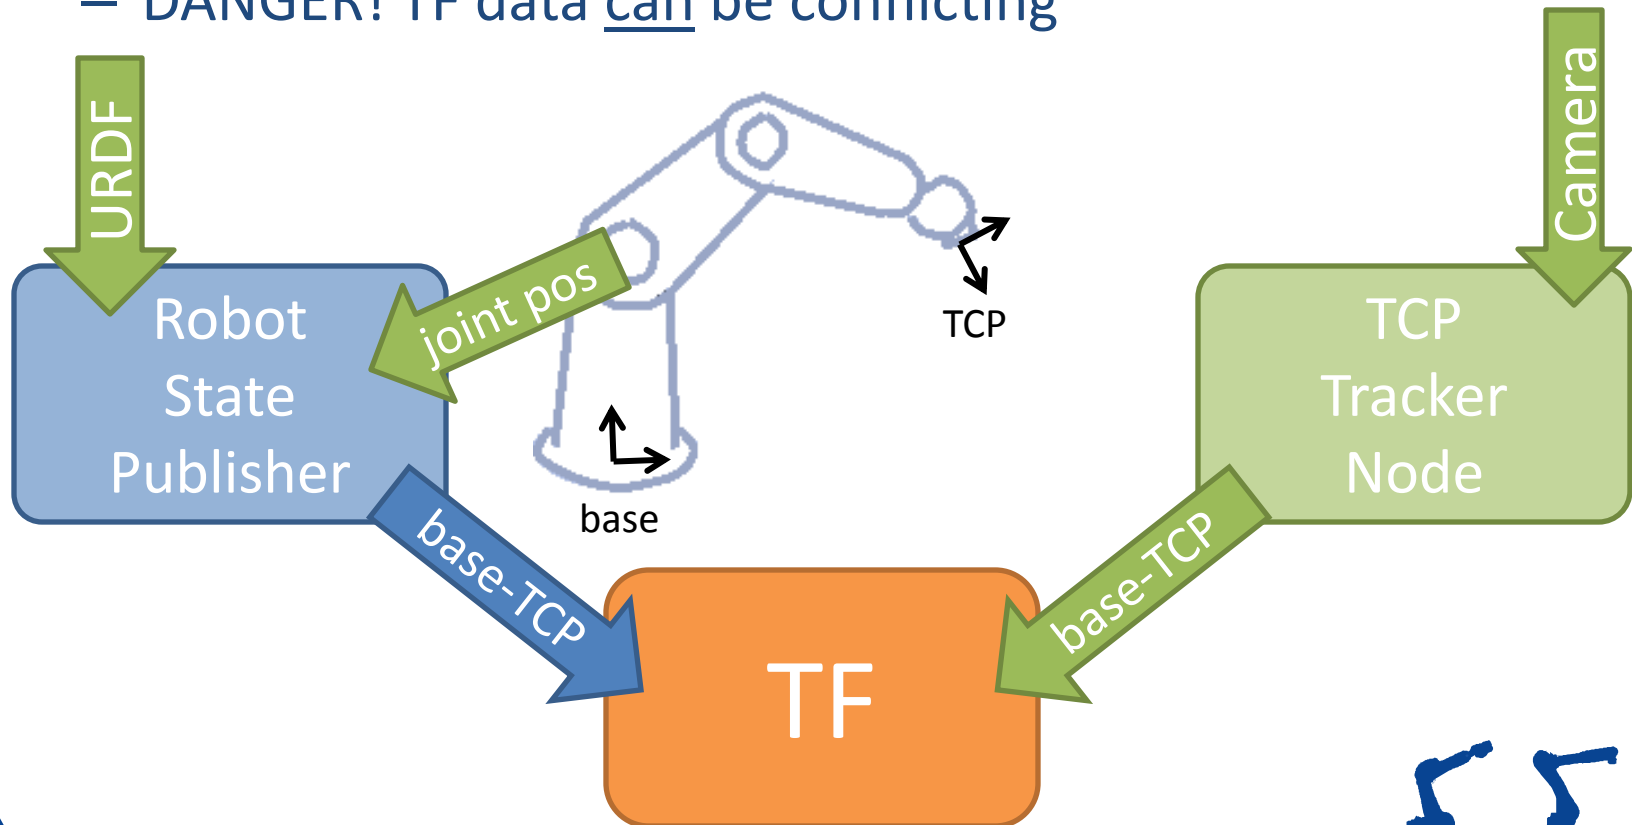 – DANGER! TF data can be conflicting
URDF
Camera
joint pos
TCP
Robot
State
Publisher
TCP
Tracker
Node
base
base-TCP
base-TCP
TF